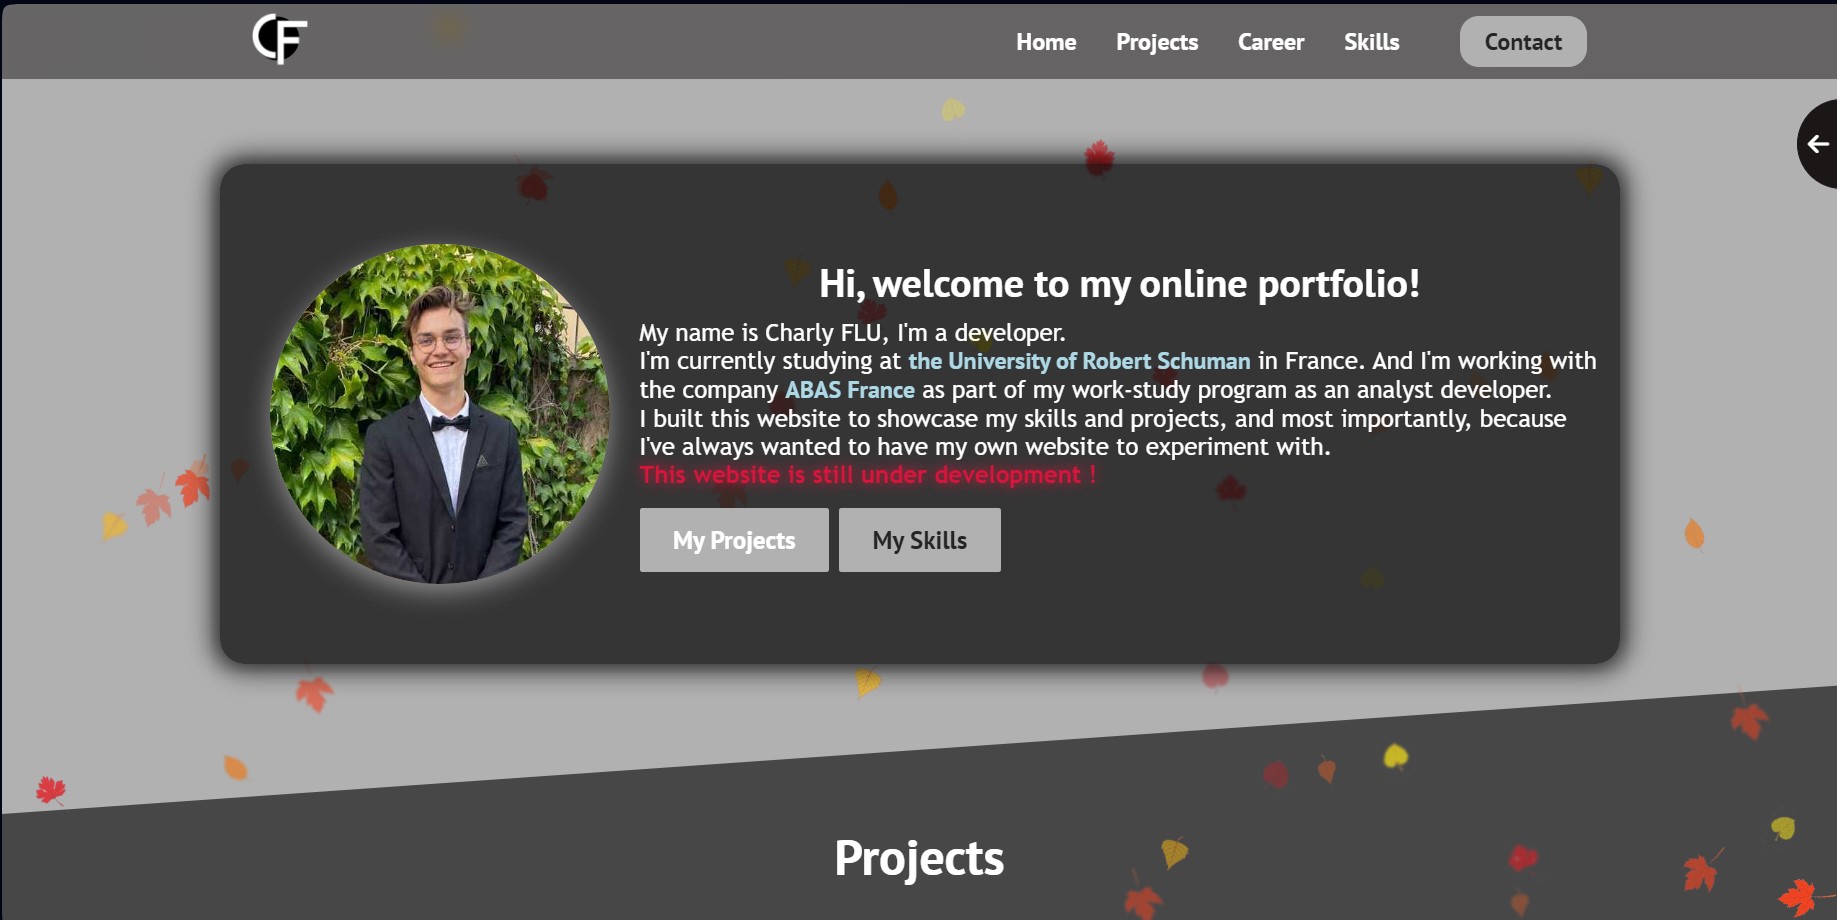 CF
Home Projects Career Skills Contact
Hi, welcome to my online portfolio!
My name is Charly FLU, I'm a developer.
I'm currently studying at the University of Robert Schuman in France. And I'm working with
the company ABAS France as part of my work-study program as an analyst developer.
I built this website to showcase my skills and projects, and most importantly, because
I've always wanted to have my own website to experiment with.
This website is still under development !
My Projects My Skills
Projects